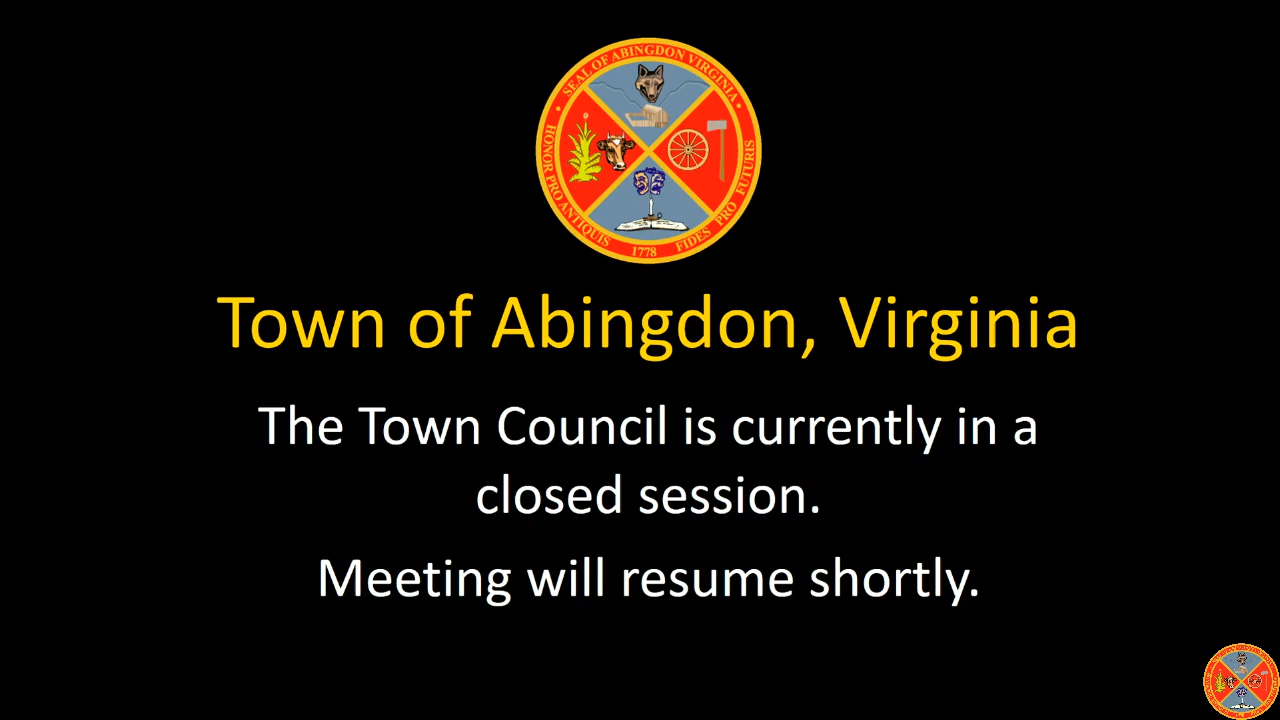 SEAL OF ABINGDON VIRGINIA
HONOR PRO ANTIQUIS
1778
FIDES PRO FUTURIS
Town of Abingdon, Virginia
The Town Council is currently in a
closed session.
Meeting will resume shortly.